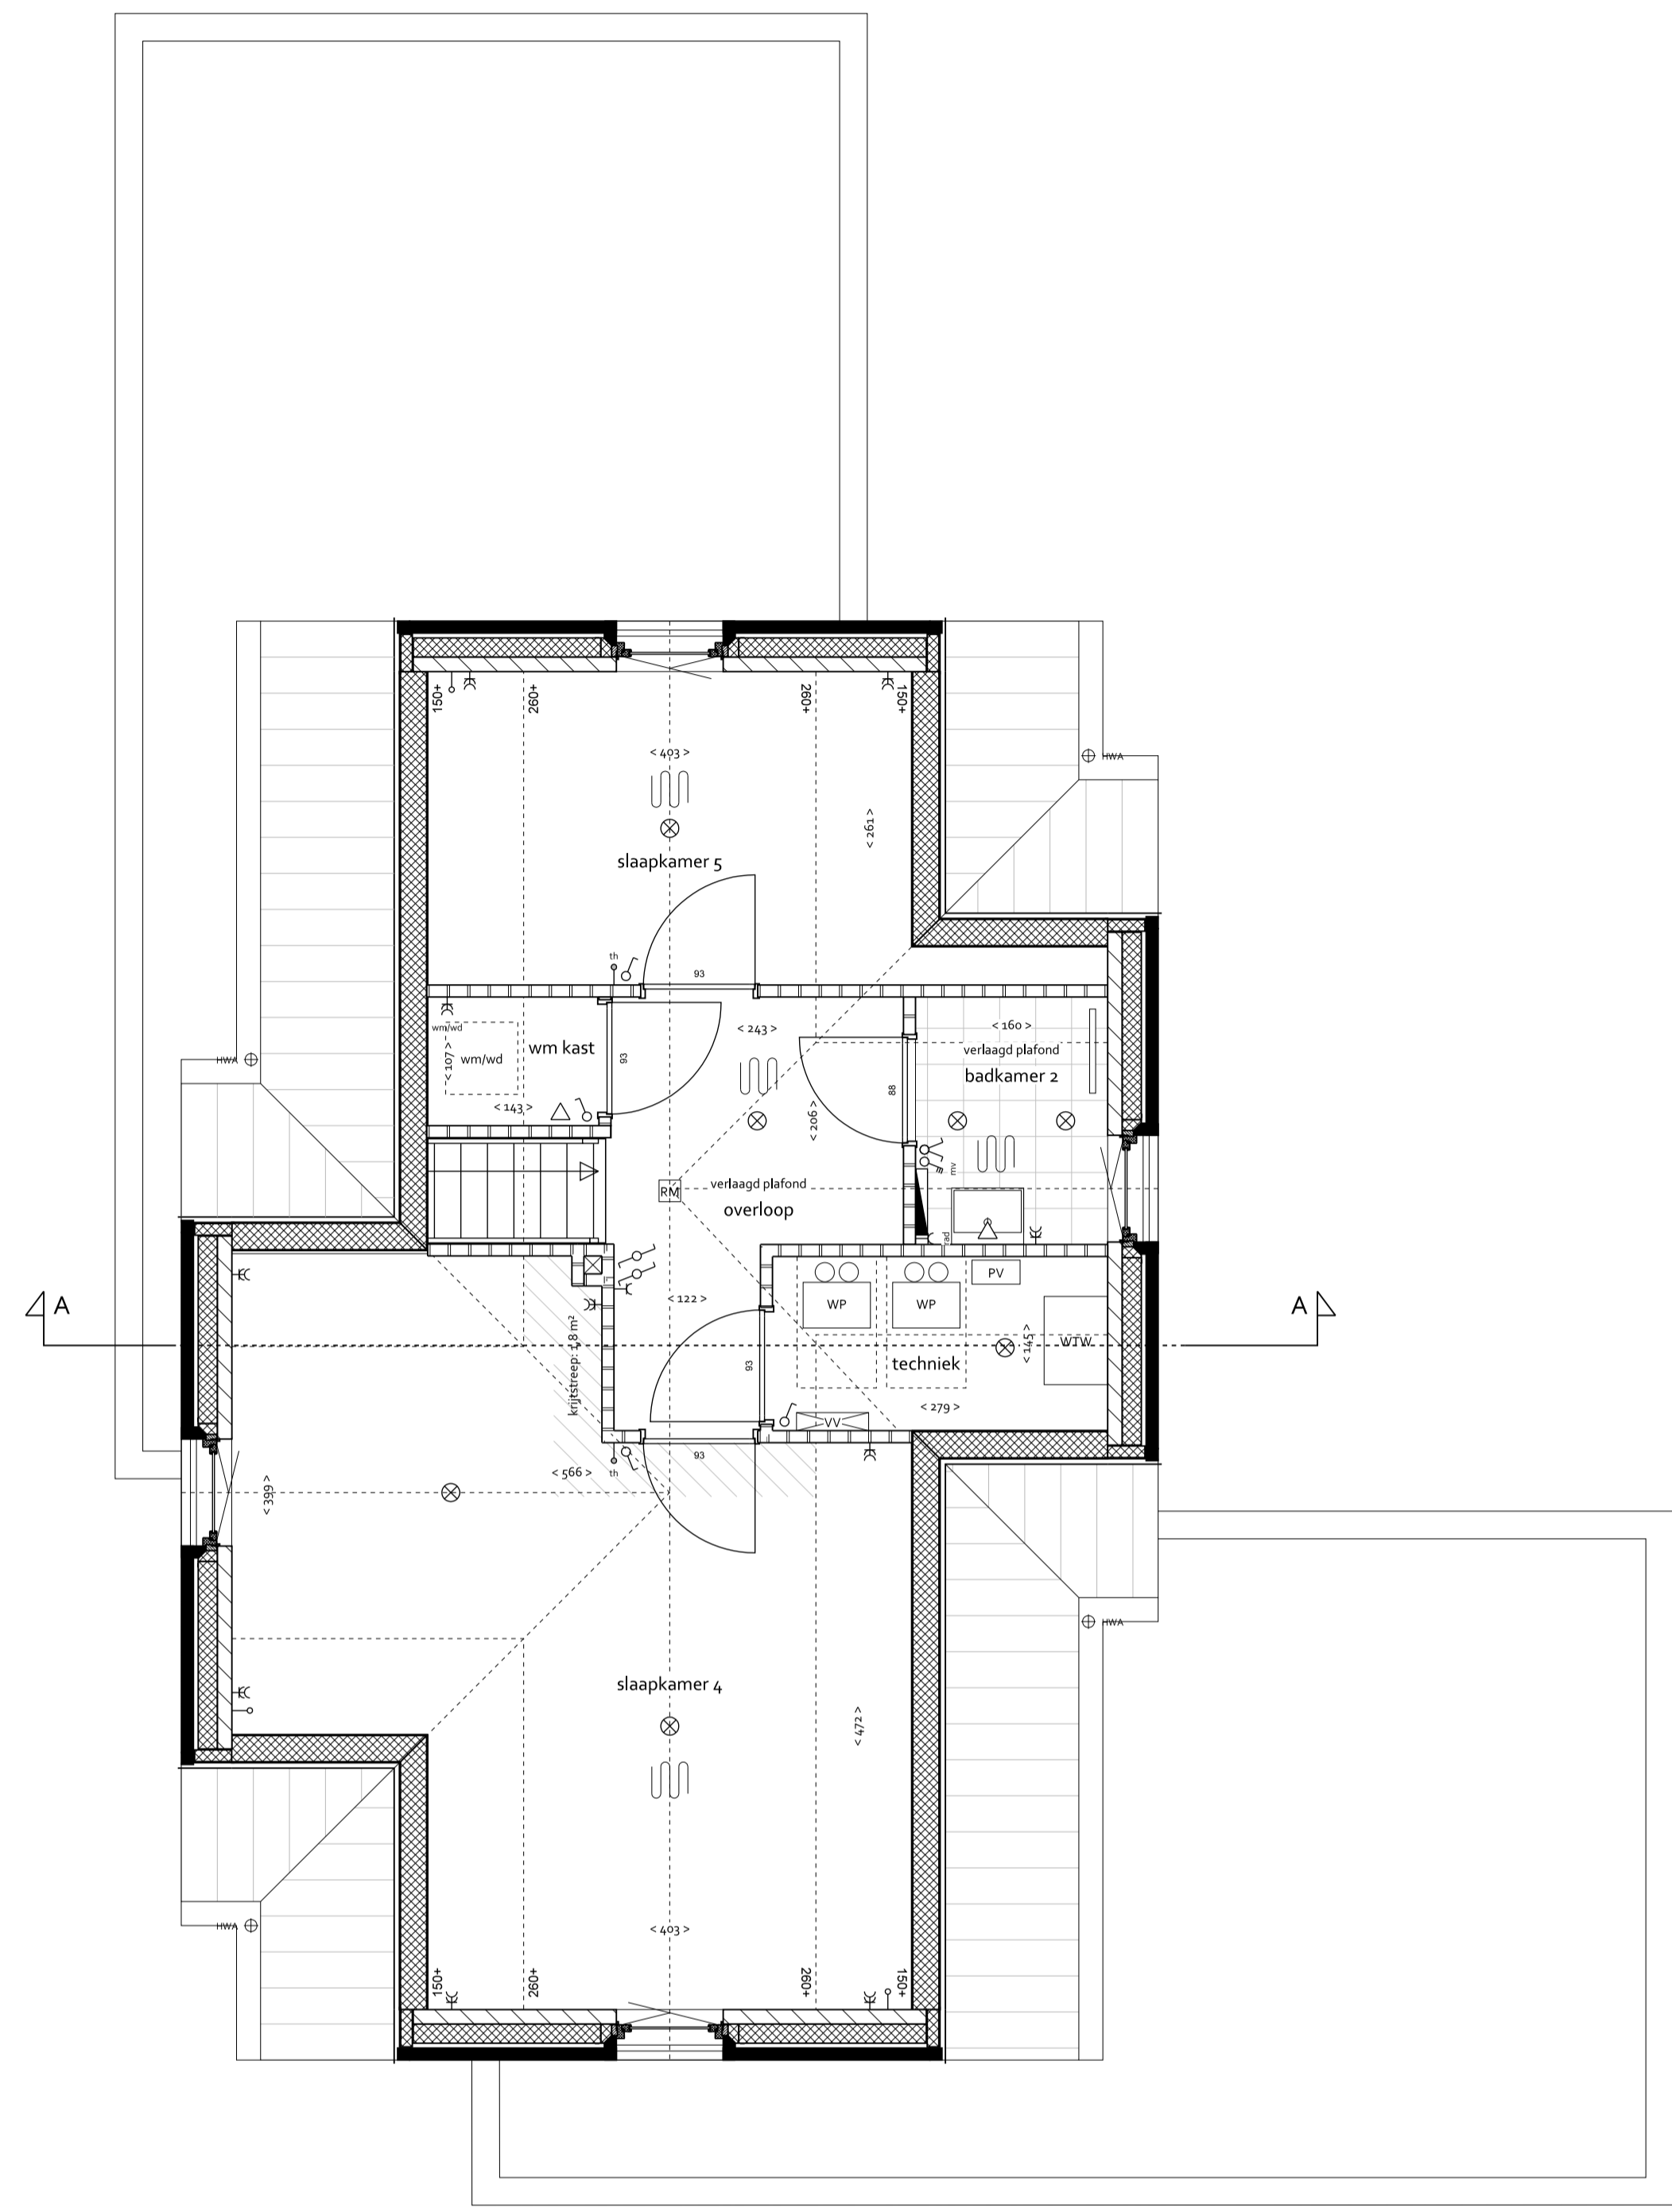 150+
260+
260+
150+
< 403 >
HWA
< 261 >
slaapkamer 5
th
93
wm/wd
< 107 >
wm/wd
wm kast
93
< 143 >
< 243 >
< 160 >
verlaagd plafond
badkamer 2
88
< 206 >
HWA
mv
RM
verlaagd plafond
overloop
rad
PV
WP
WP
A
A
< 122 >
krijtstreep: 1,8 m²
93
techniek
< 145 >
WTW
< 279 >
VV
93
< 566 >
th
< 399 >
HWA
slaapkamer 4
< 472 >
HWA
< 403 >
150+
260+
260+
150+